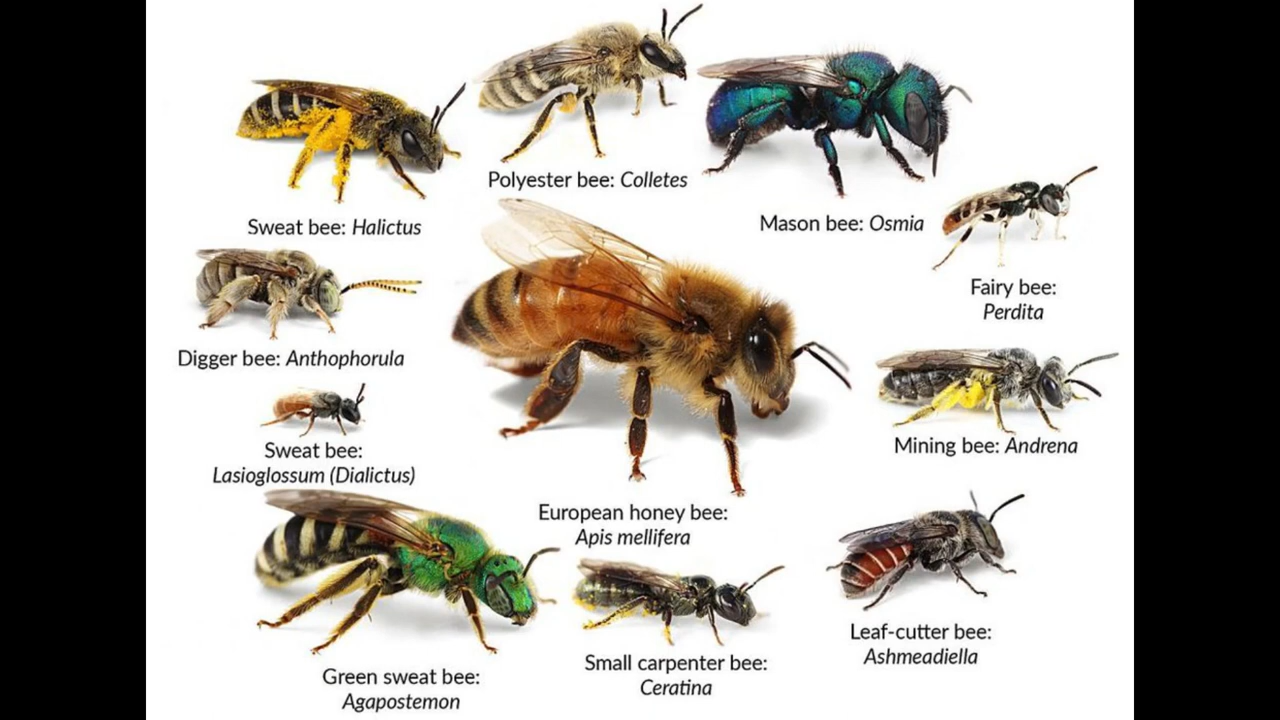 Polyester bee: Colletes
Sweat bee: Halictus
Mason bee: Osmia
Fairy bee:
Perdita
Digger bee: Anthophorula
Mining bee: Andrena
Sweat bee:
Lasioglossum (Dialictus)
European honey bee:
Apis mellifera
Leaf-cutter bee:
Ashmeadiella
Small carpenter bee:
Ceratina
Green sweat bee:
Agapostemon